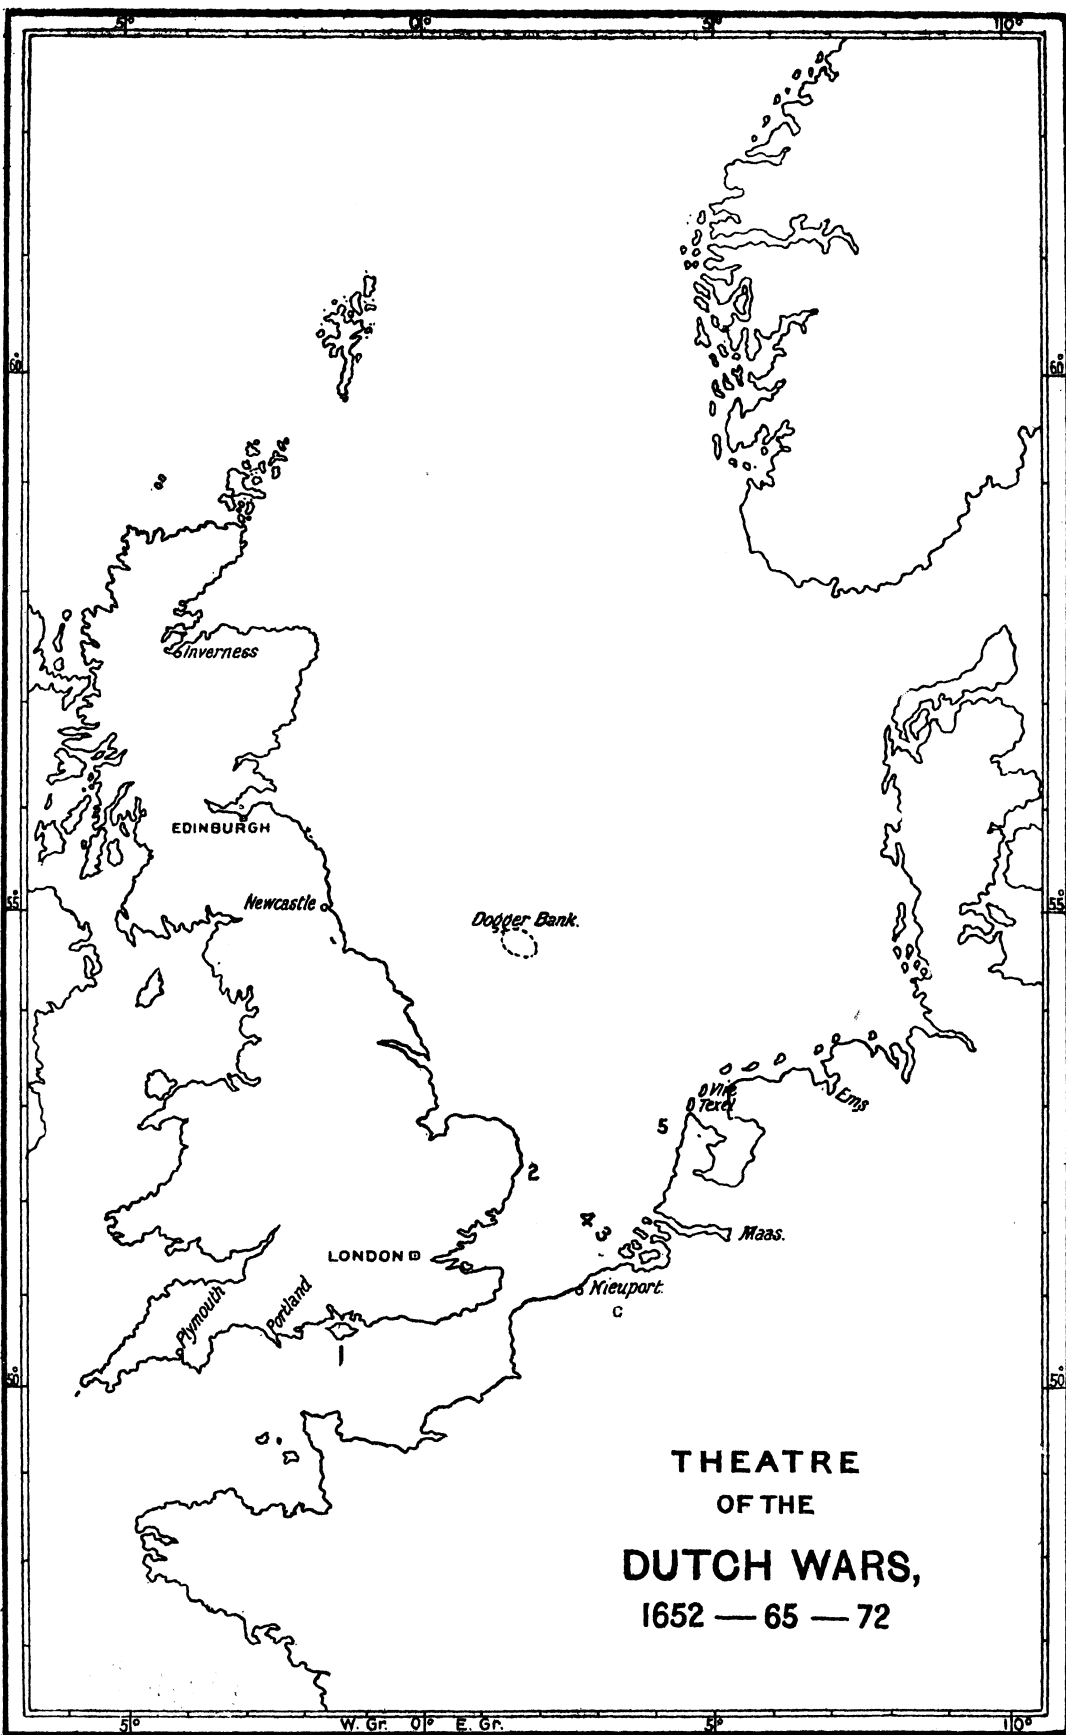 5° 0° 5° 10°
60° 60°
Inverness
EDINBURGH
Newcastle
55° 55°
Dogger Bank.
Vlie
Texel
Ems
5
2
4
3
Maas.
LONDON
Nieuport.
C
Plymouth
Portland
1
50° 50°
THEATRE
OF THE
DUTCH WARS,
1652 — 65 — 72
5° W. Gr. 0° E. Gr. 5° 10°